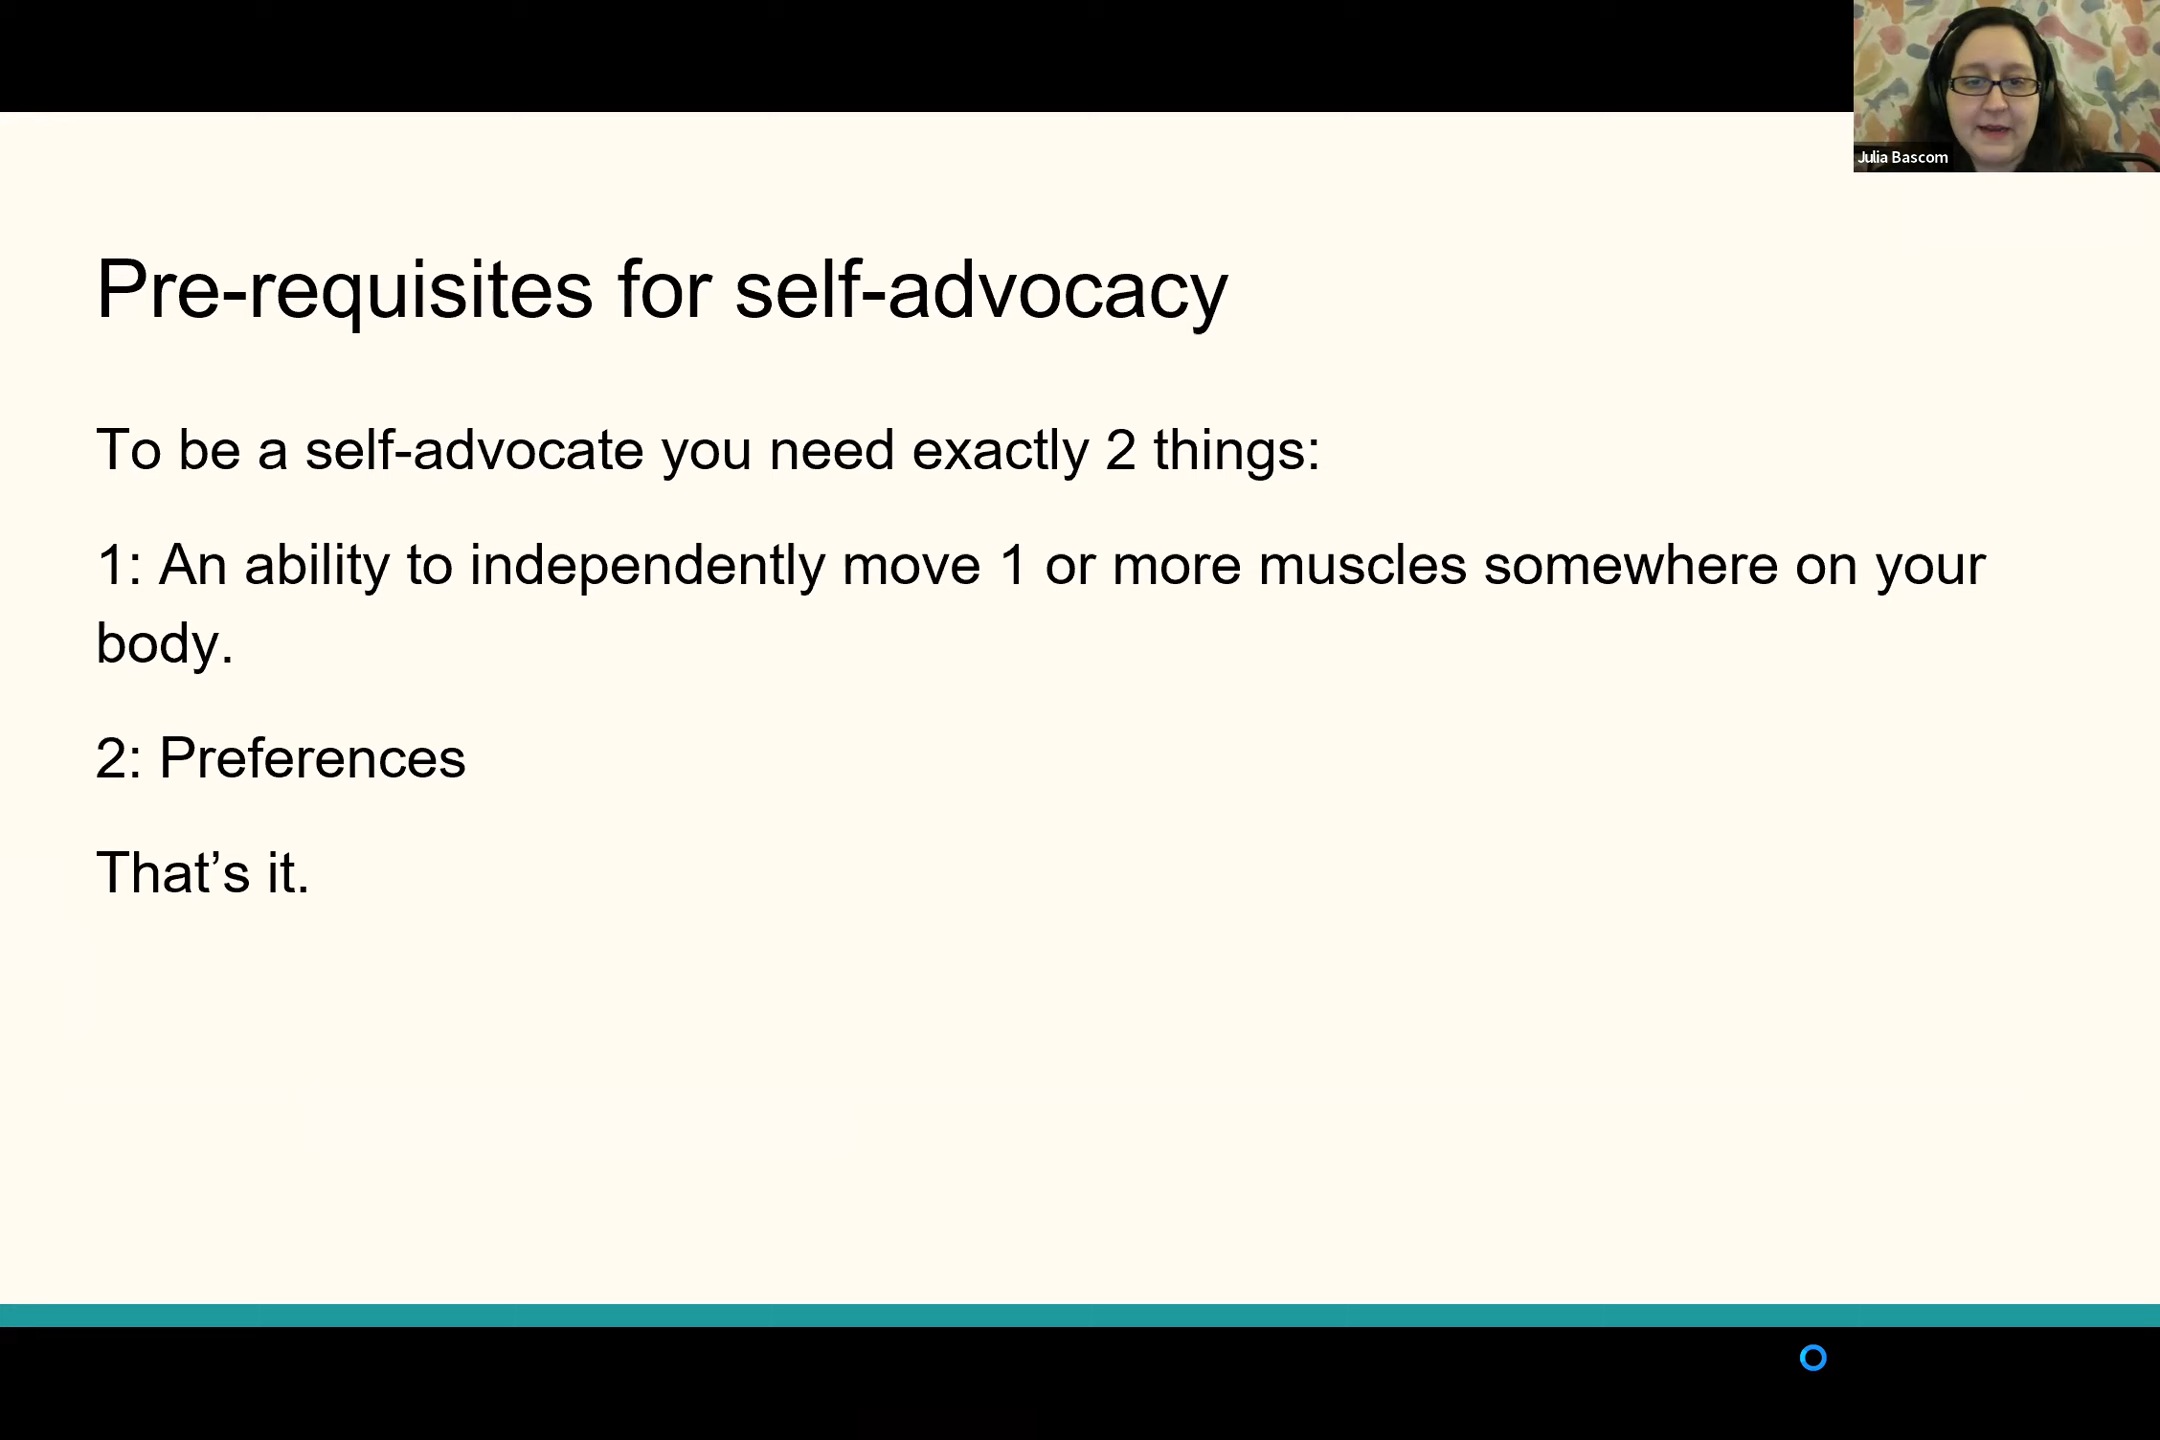 Julia Bascom
Pre-requisites for self-advocacy
To be a self-advocate you need exactly 2 things:
1: An ability to independently move 1 or more muscles somewhere on your
body.
2: Preferences
That’s it.